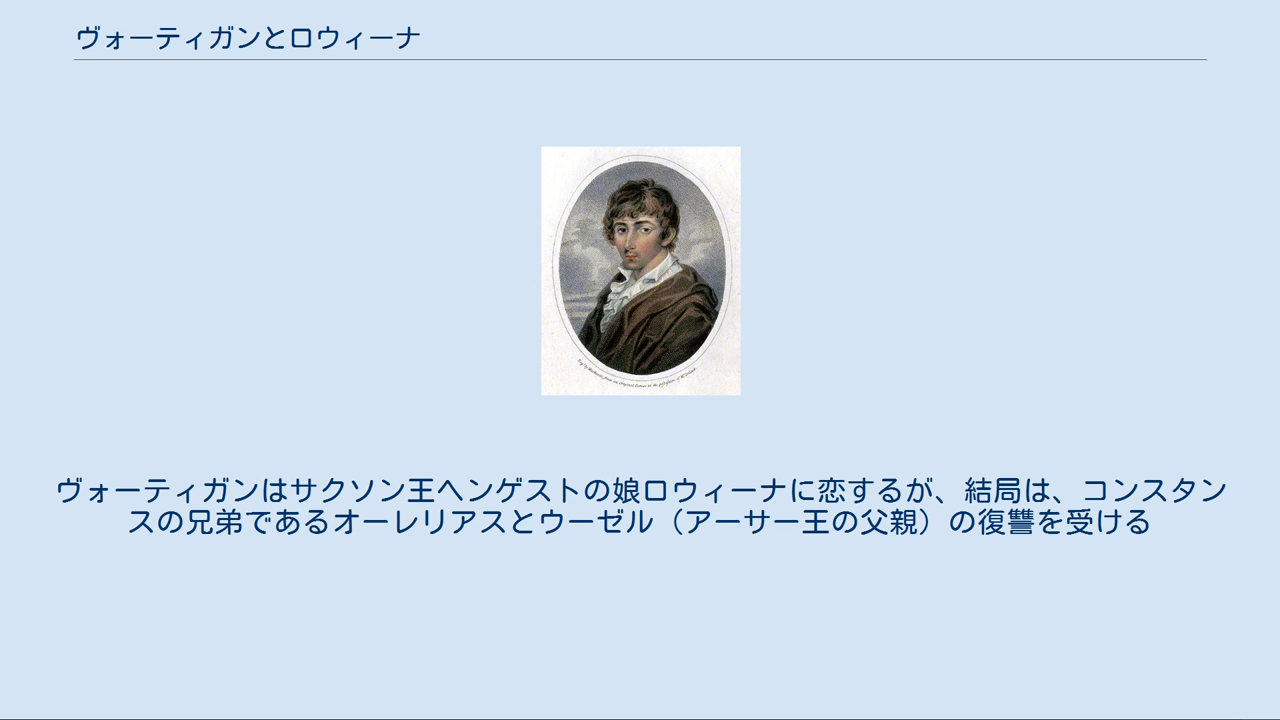 ヴォーティガンとロウィーナ
ヴォーティガンはサクソン王ヘンゲストの娘ロウィーナに恋するが、結局は、コンスタン
スの兄弟であるオーレリアスとウーゼル（アーサー王の父親）の復讐を受ける